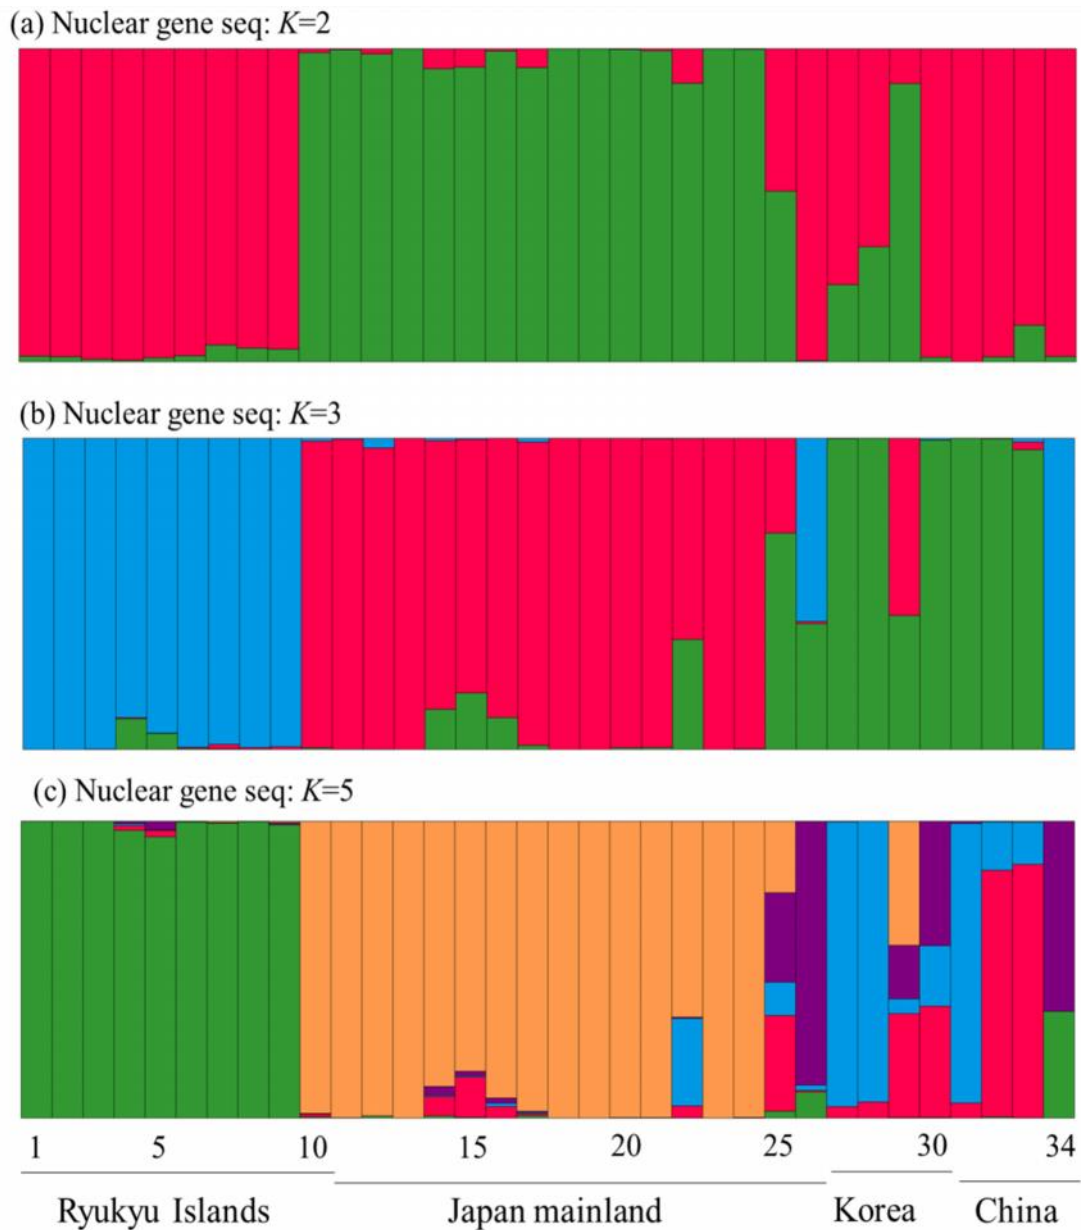 (a) Nuclear gene seq: K=2
(b) Nuclear gene seq: K=3
(c) Nuclear gene seq: K=5
1 5 10 15 20 25 30 34
Ryukyu Islands Japan mainland Korea China